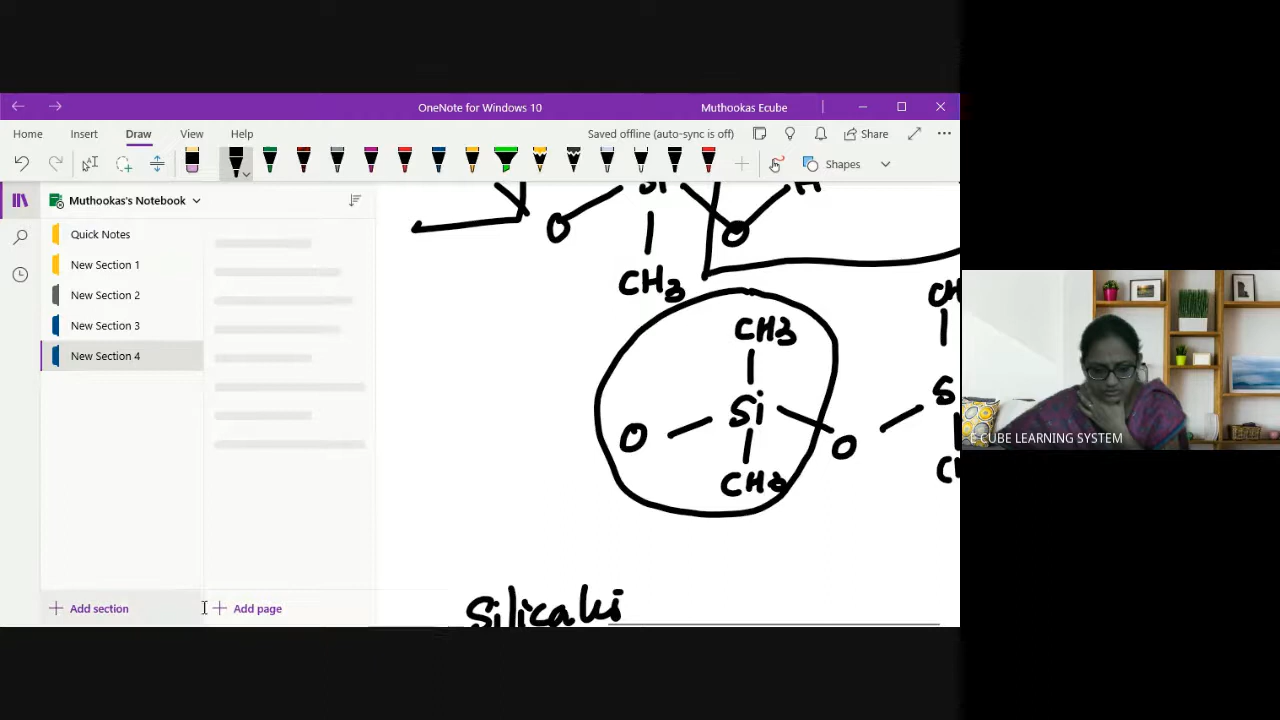 OneNote for Windows 10
Muthookas Ecube
Home Insert Draw View Help
Saved offline (auto-sync is off)
Share
Shapes
Muthookas's Notebook
Quick Notes
New Section 1
New Section 2
New Section 3
New Section 4
Add section
Add page
Si H
O O
CH3
CH3
CH
O Si O S
CH3
E CUBE LEARNING SYSTEM